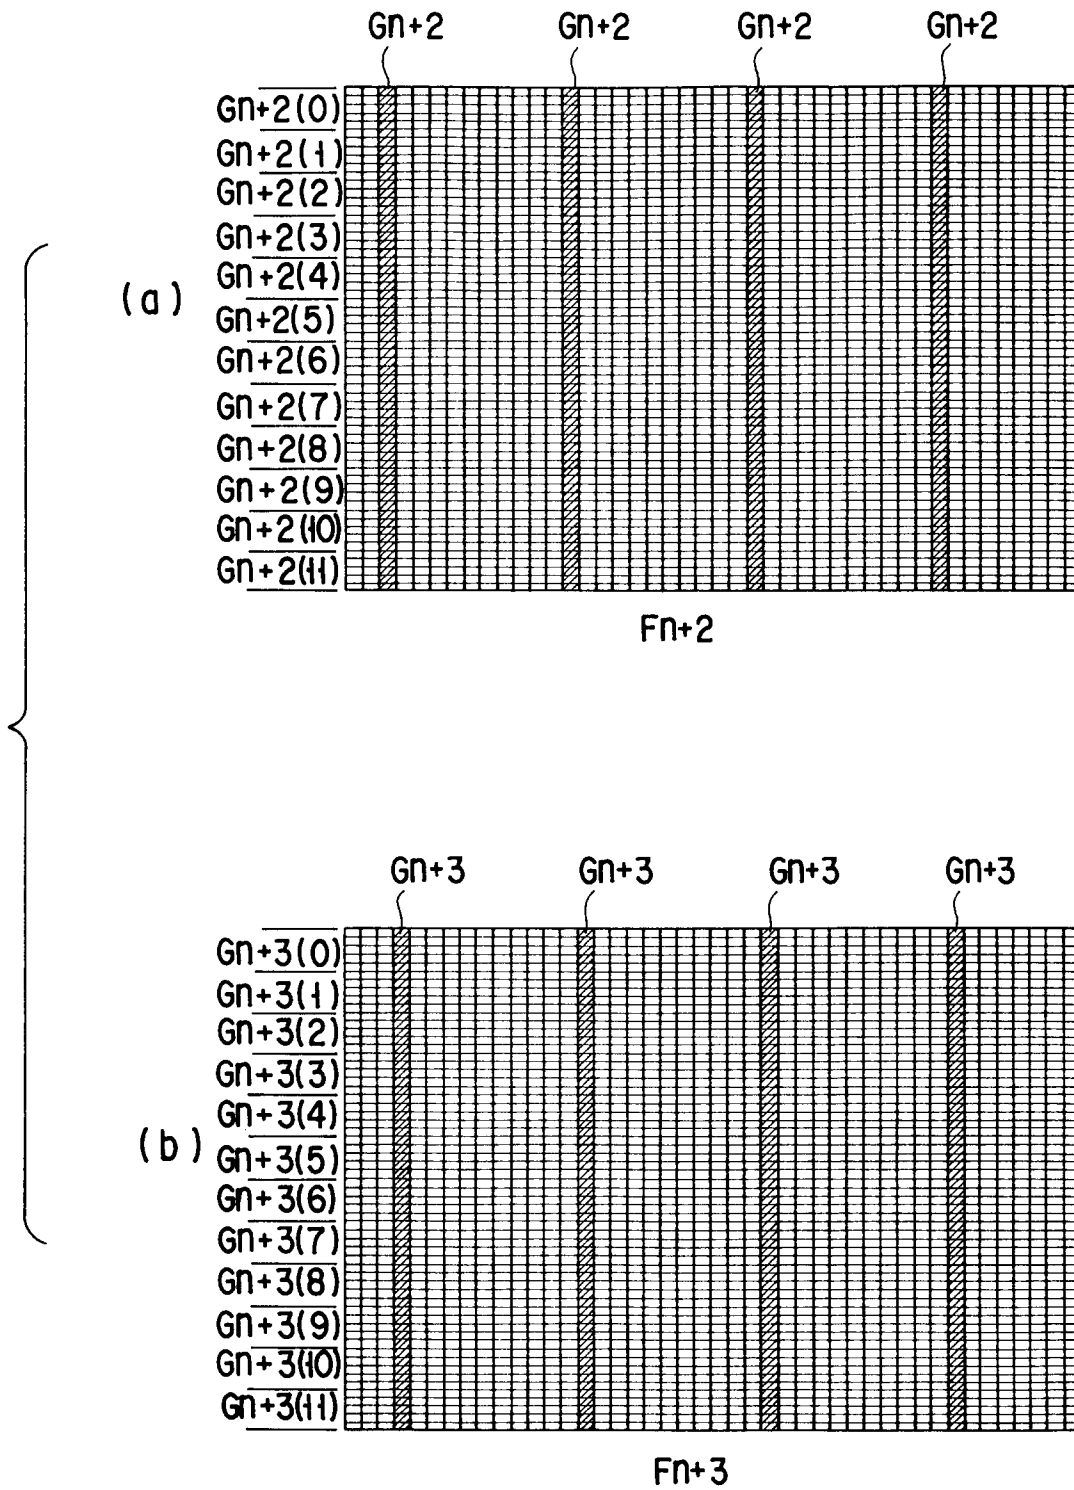 Gn+2 Gn+2 Gn+2 Gn+2
Gn+2(0)
Gn+2(1)
Gn+2(2)
Gn+2(3)
Gn+2(4)
(a)
Gn+2(5)
Gn+2(6)
Gn+2(7)
Gn+2(8)
Gn+2(9)
Gn+2(10)
Gn+2(11)
Fn+2
Gn+3 Gn+3 Gn+3 Gn+3
Gn+3(0)
Gn+3(1)
Gn+3(2)
Gn+3(3)
Gn+3(4)
(b)
Gn+3(5)
Gn+3(6)
Gn+3(7)
Gn+3(8)
Gn+3(9)
Gn+3(10)
Gn+3(11)
Fn+3